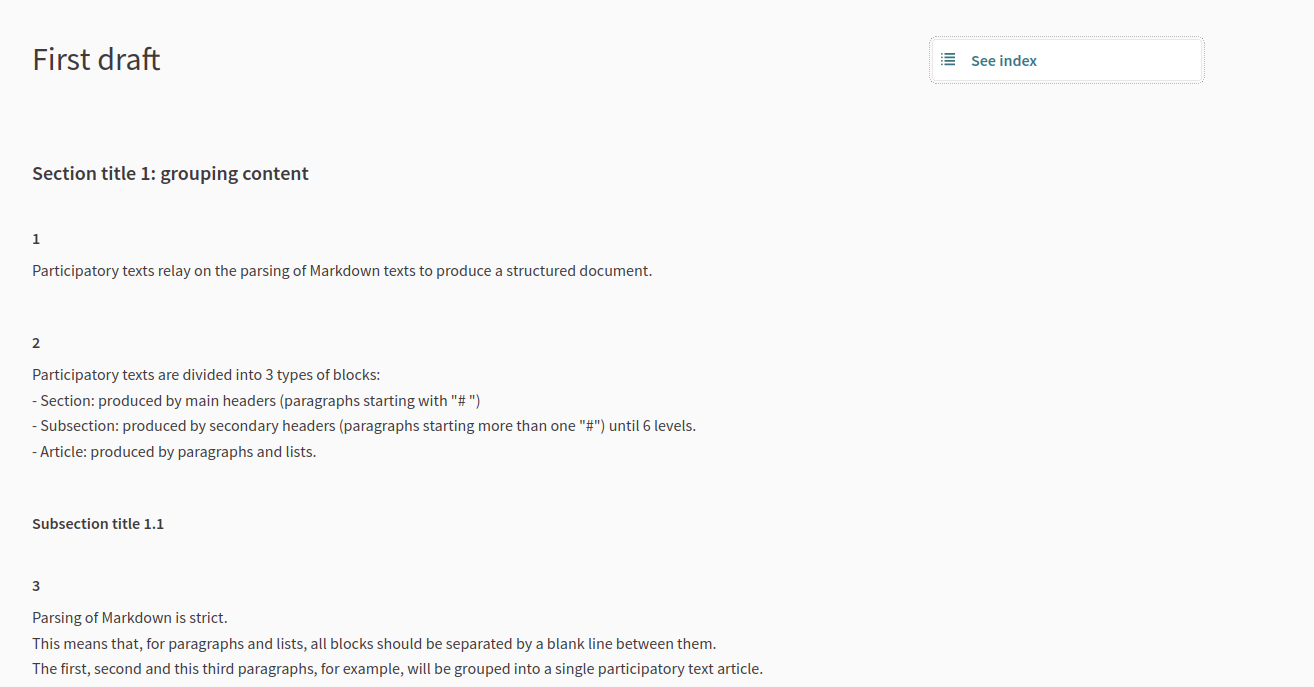 First draft
See index
Section title 1: grouping content
1
Participatory texts relay on the parsing of Markdown texts to produce a structured document.
2
Participatory texts are divided into 3 types of blocks:
- Section: produced by main headers (paragraphs starting with "# ")
- Subsection: produced by secondary headers (paragraphs starting more than one "#") until 6 levels.
- Article: produced by paragraphs and lists.
Subsection title 1.1
3
Parsing of Markdown is strict.
This means that, for paragraphs and lists, all blocks should be separated by a blank line between them.
The first, second and this third paragraphs, for example, will be grouped into a single participatory text article.